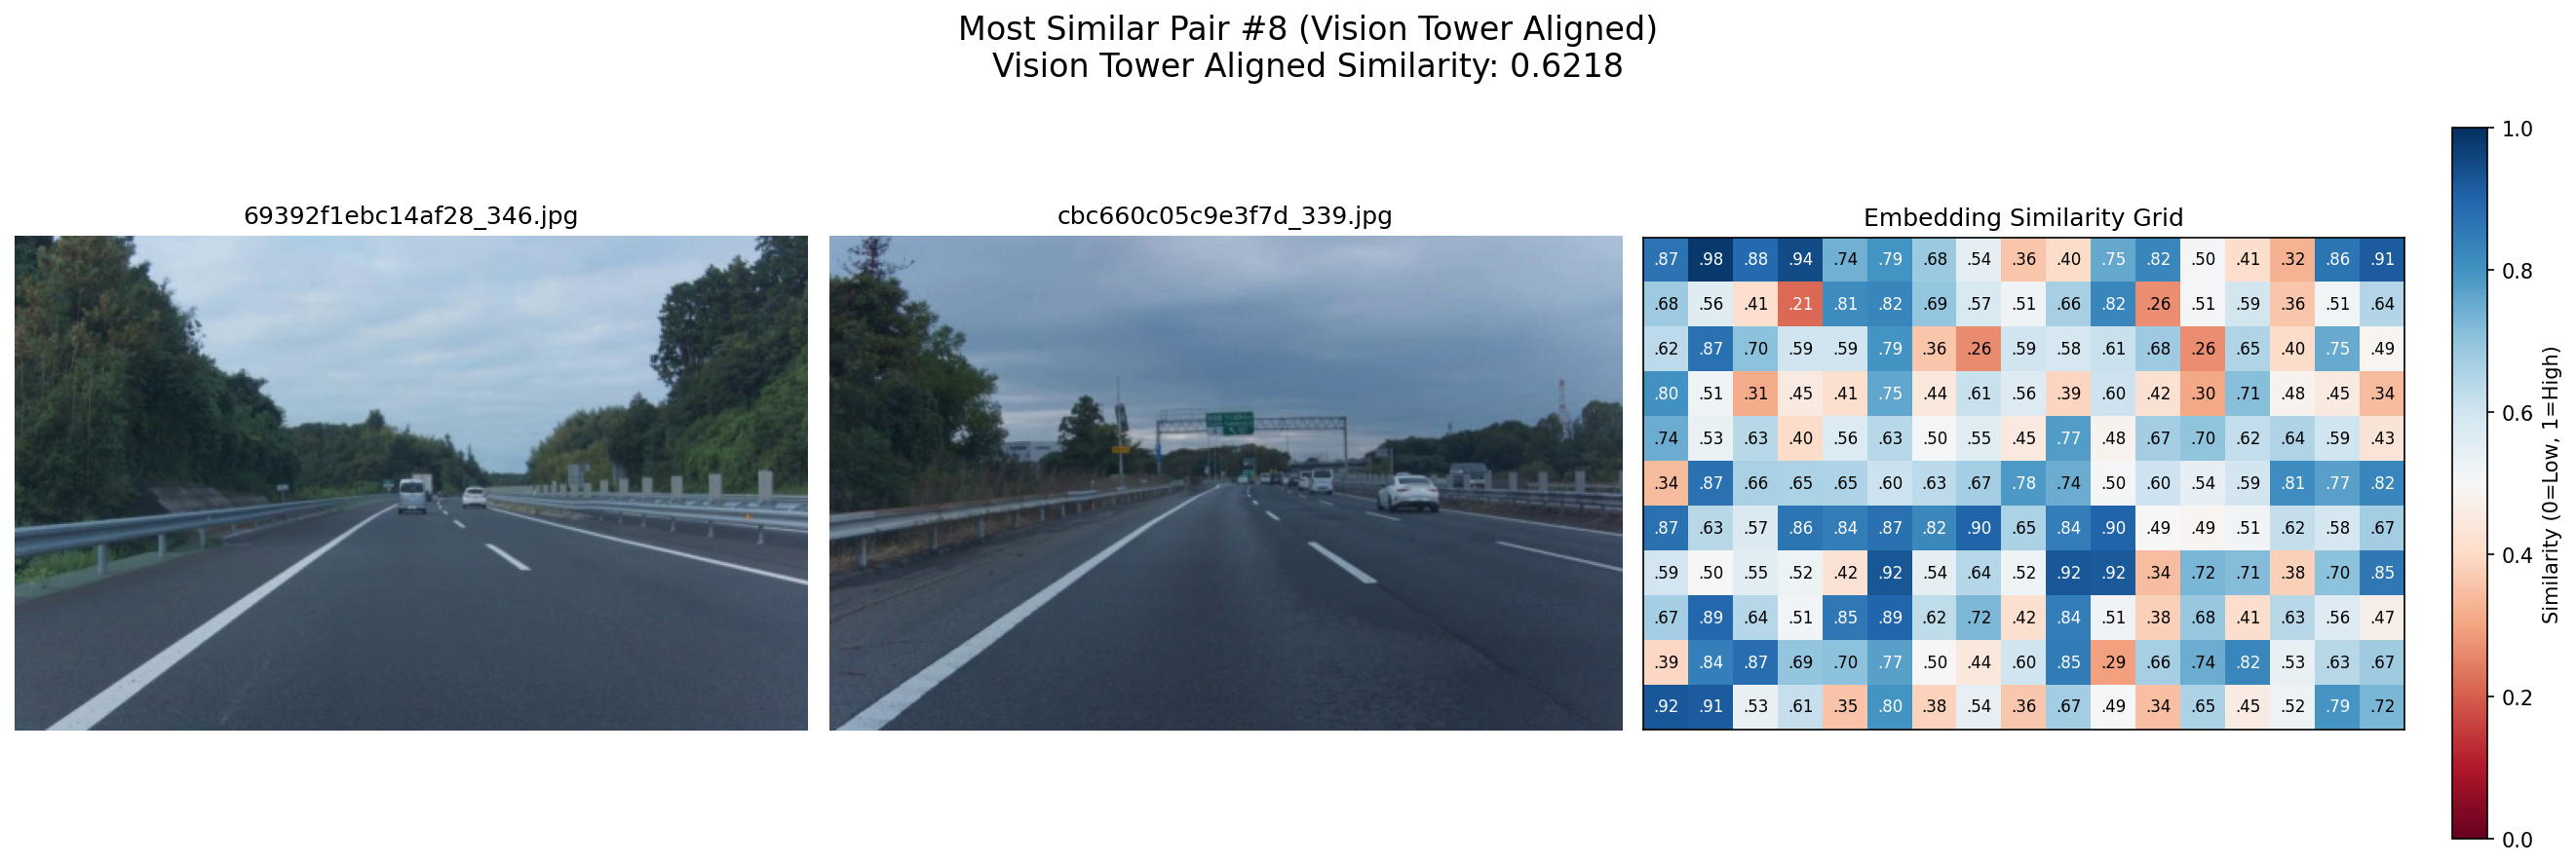 Most Similar Pair #8 (Vision Tower Aligned)
Vision Tower Aligned Similarity: 0.6218
69392f1ebc14af28_346.jpg
cbc660c05c9e3f7d_339.jpg
Embedding Similarity Grid
.87 .98 .88 .94 .74 .79 .68 .54 .36 .40 .75 .82 .50 .41 .32 .86 .91
.68 .56 .41 .21 .81 .82 .69 .57 .51 .66 .82 .26 .51 .59 .36 .51 .64
.62 .87 .70 .59 .59 .79 .36 .26 .59 .58 .61 .68 .26 .65 .40 .75 .49
.80 .51 .31 .45 .41 .75 .44 .61 .56 .39 .60 .42 .30 .71 .48 .45 .34
.74 .53 .63 .40 .56 .63 .50 .55 .45 .77 .48 .67 .70 .62 .64 .59 .43
.34 .87 .66 .65 .65 .60 .63 .67 .78 .74 .50 .60 .54 .59 .81 .77 .82
.87 .63 .57 .86 .84 .87 .82 .90 .65 .84 .90 .49 .49 .51 .62 .58 .67
.59 .50 .55 .52 .42 .92 .54 .64 .52 .92 .92 .34 .72 .71 .38 .70 .85
.67 .89 .64 .51 .85 .89 .62 .72 .42 .84 .51 .38 .68 .41 .63 .56 .47
.39 .84 .87 .69 .70 .77 .50 .44 .60 .85 .29 .66 .74 .82 .53 .63 .67
.92 .91 .53 .61 .35 .80 .38 .54 .36 .67 .49 .34 .65 .45 .52 .79 .72
1.0
0.8
0.6
0.4
0.2
0.0
Similarity (0=Low, 1=High)